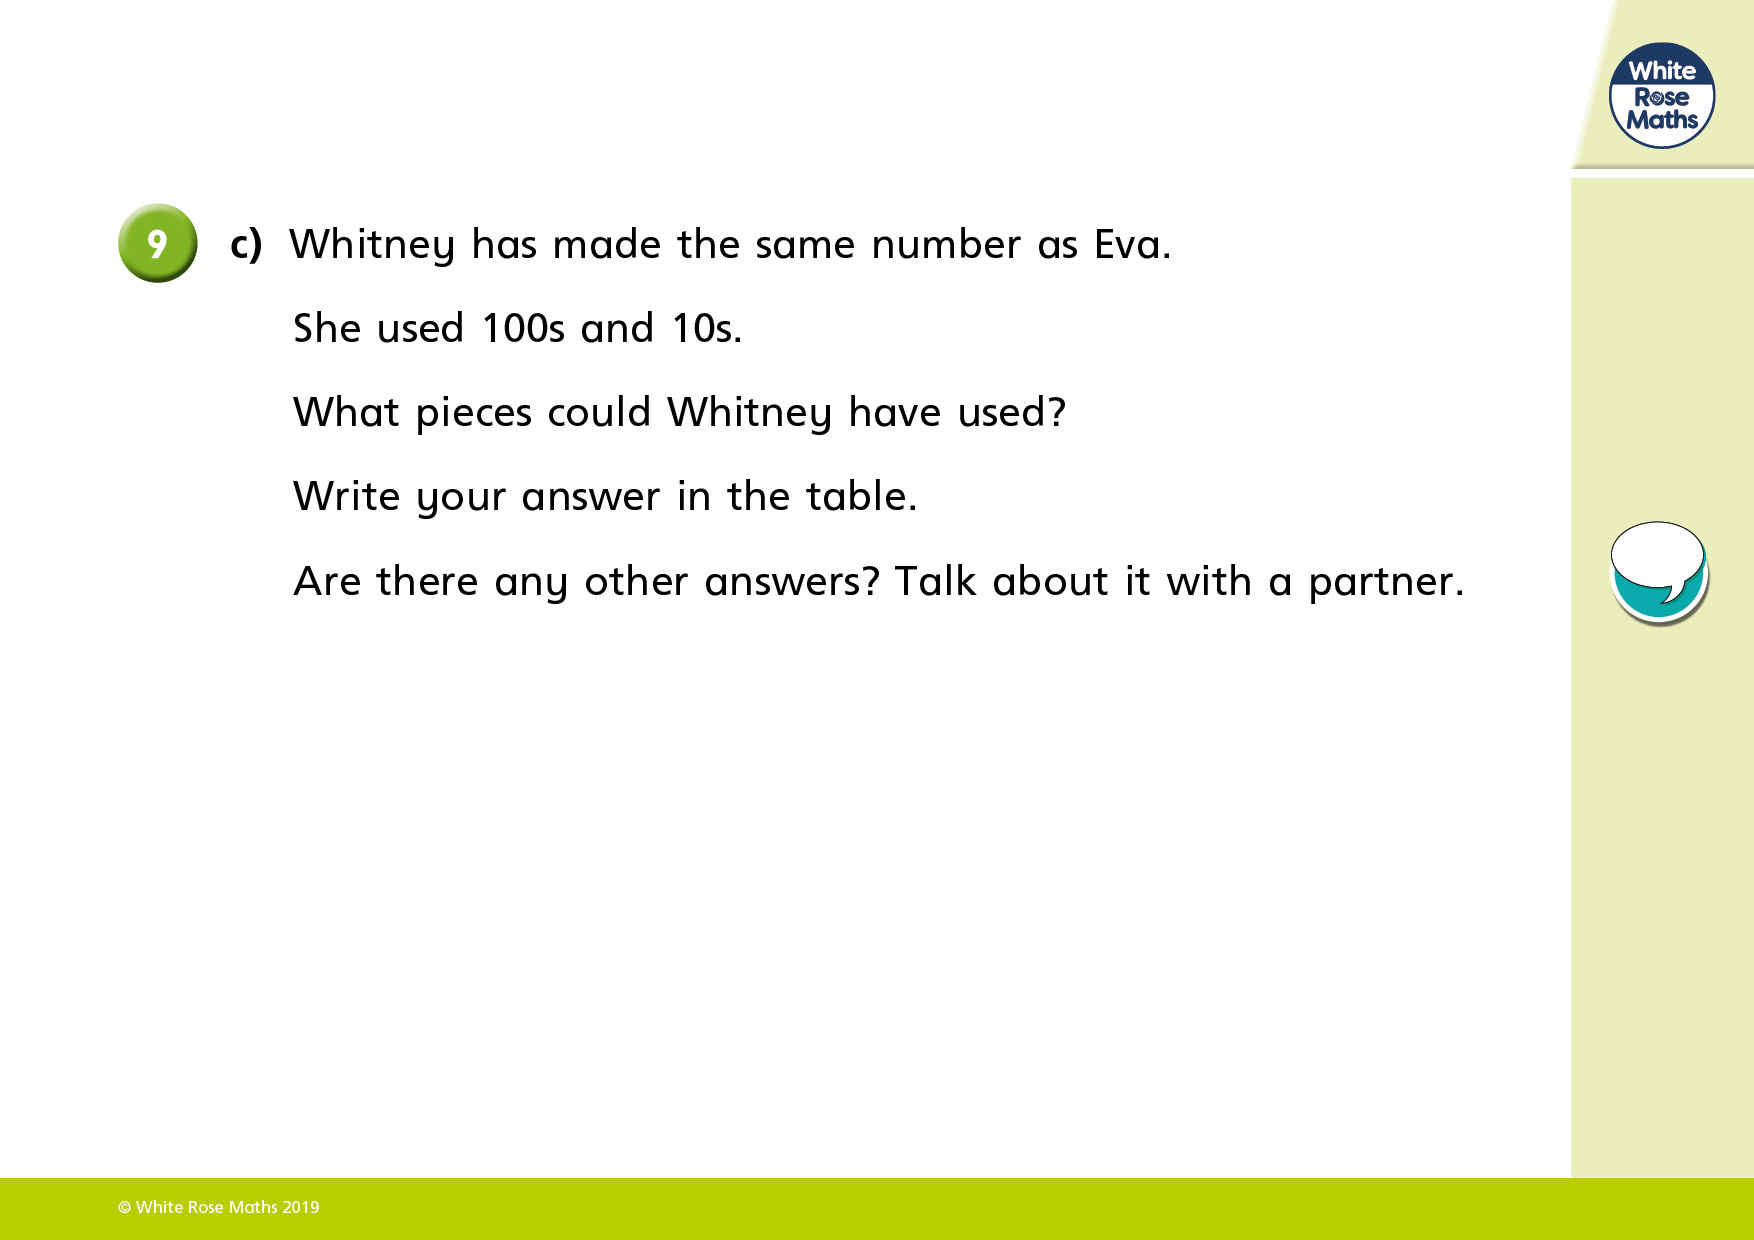 White
Rose
Maths
9 c) Whitney has made the same number as Eva.
She used 100s and 10s.
What pieces could Whitney have used?
Write your answer in the table.
Are there any other answers? Talk about it with a partner.
© White Rose Maths 2019